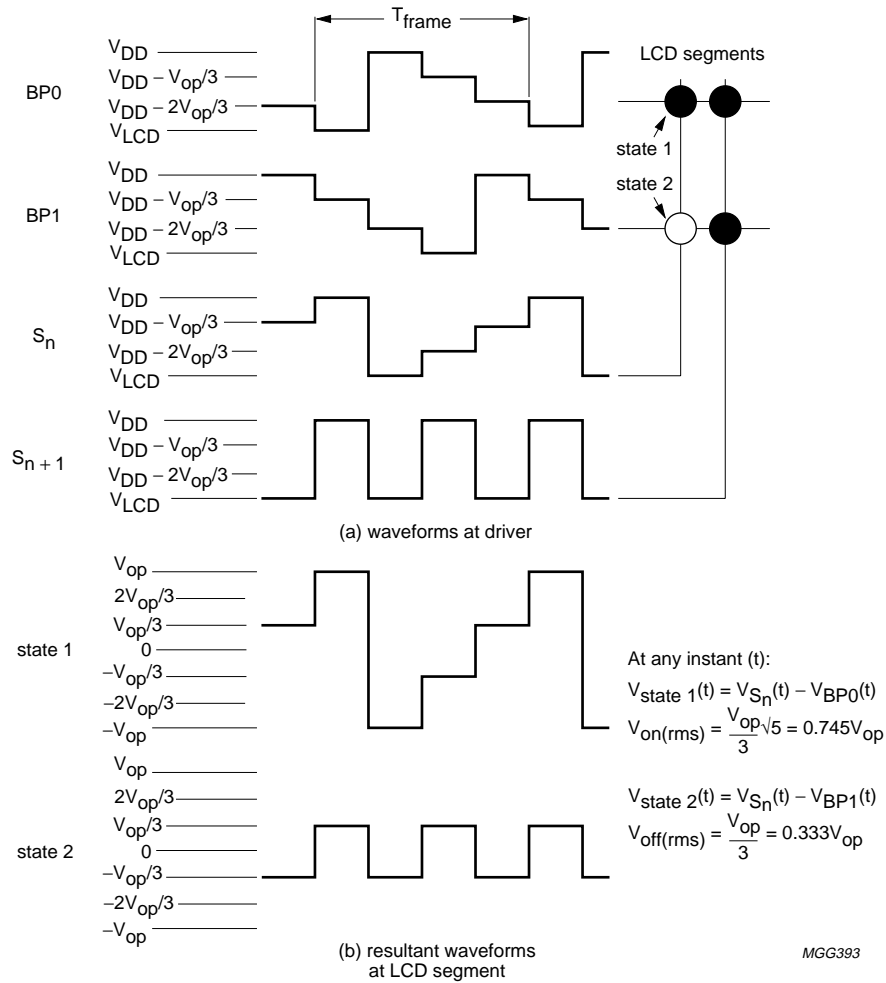 T_frame
V_DD
V_DD − V_op/3
V_DD − 2V_op/3
V_LCD
BP0
LCD segments
state 1
state 2
V_DD
V_DD − V_op/3
V_DD − 2V_op/3
V_LCD
BP1
V_DD
V_DD − V_op/3
V_DD − 2V_op/3
V_LCD
S_n
V_DD
V_DD − V_op/3
V_DD − 2V_op/3
V_LCD
S_n + 1
(a) waveforms at driver
V_op
2V_op/3
V_op/3
0
−V_op/3
−2V_op/3
−V_op
state 1
At any instant (t):
V_state 1(t) = V_Sn(t) − V_BP0(t)
V_on(rms) = V_op/3 √5 = 0.745V_op
V_op
2V_op/3
V_op/3
0
−V_op/3
−2V_op/3
−V_op
state 2
V_state 2(t) = V_Sn(t) − V_BP1(t)
V_off(rms) = V_op/3 = 0.333V_op
(b) resultant waveforms
at LCD segment
MGG393